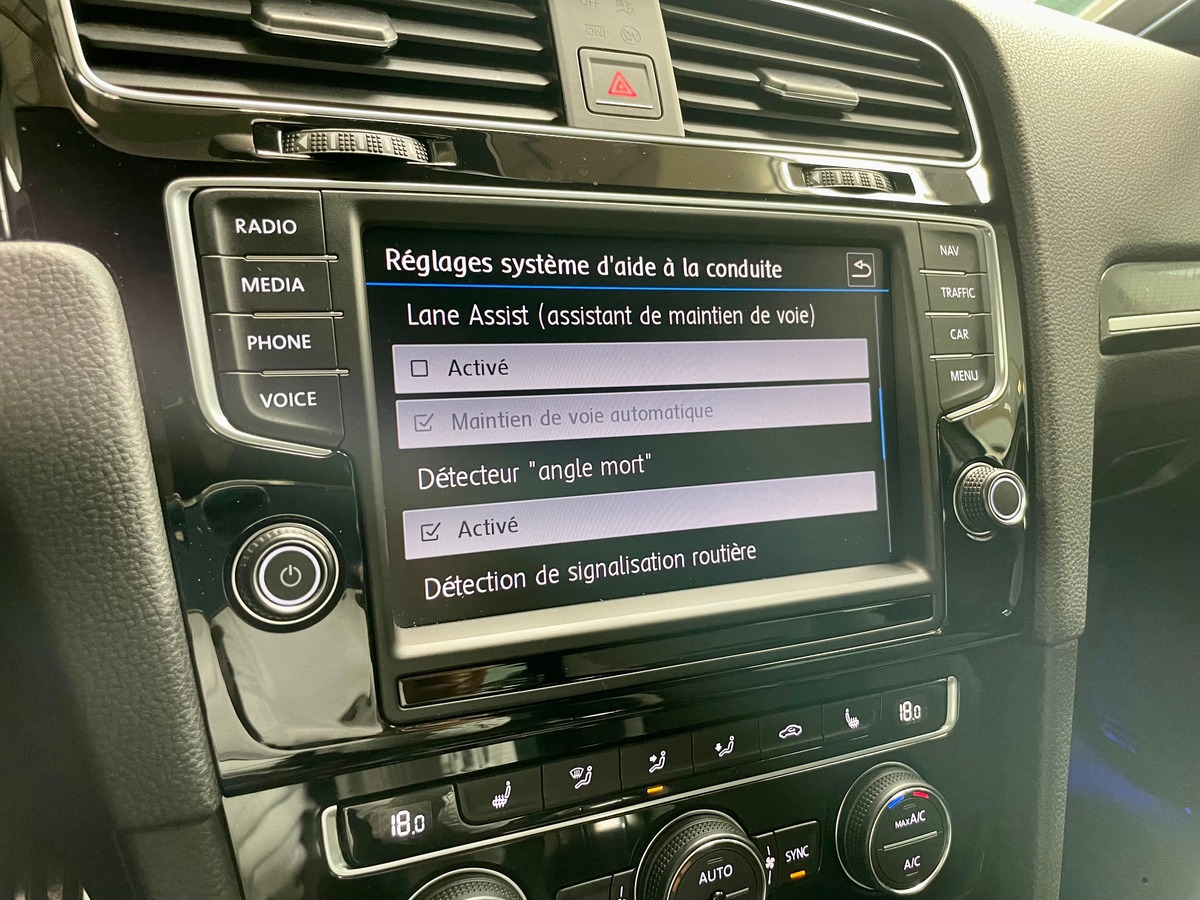 OFF
ON
RADIO
MEDIA
PHONE
VOICE
Réglages système d'aide à la conduite
Lane Assist (assistant de maintien de voie)
Activé
Maintien de voie automatique
Détecteur "angle mort"
Activé
Détection de signalisation routière
NAV
TRAFFIC
CAR
MENU
18.0
18.0
AUTO
SYNC
MAX A/C
A/C